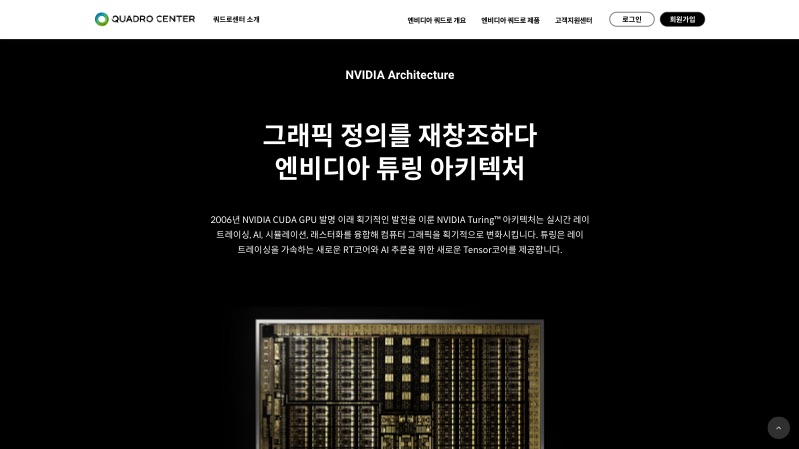 QUADRO CENTER 쿼드로센터 소개 엔비디아 쿼드로 개요 엔비디아 쿼드로 제품 고객지원센터 로그인 회원가입
NVIDIA Architecture
그래픽 정의를 재창조하다
엔비디아 튜링 아키텍처
2006년 NVIDIA CUDA GPU 발명 이래 획기적인 발전을 이룬 NVIDIA Turing™ 아키텍처는 실시간 레이
트레이싱, AI, 시뮬레이션, 래스터화를 융합해 컴퓨터 그래픽을 획기적으로 변화시킵니다. 튜링은 레이
트레이싱을 가속하는 새로운 RT코어와 AI 추론을 위한 새로운 Tensor코어를 제공합니다.